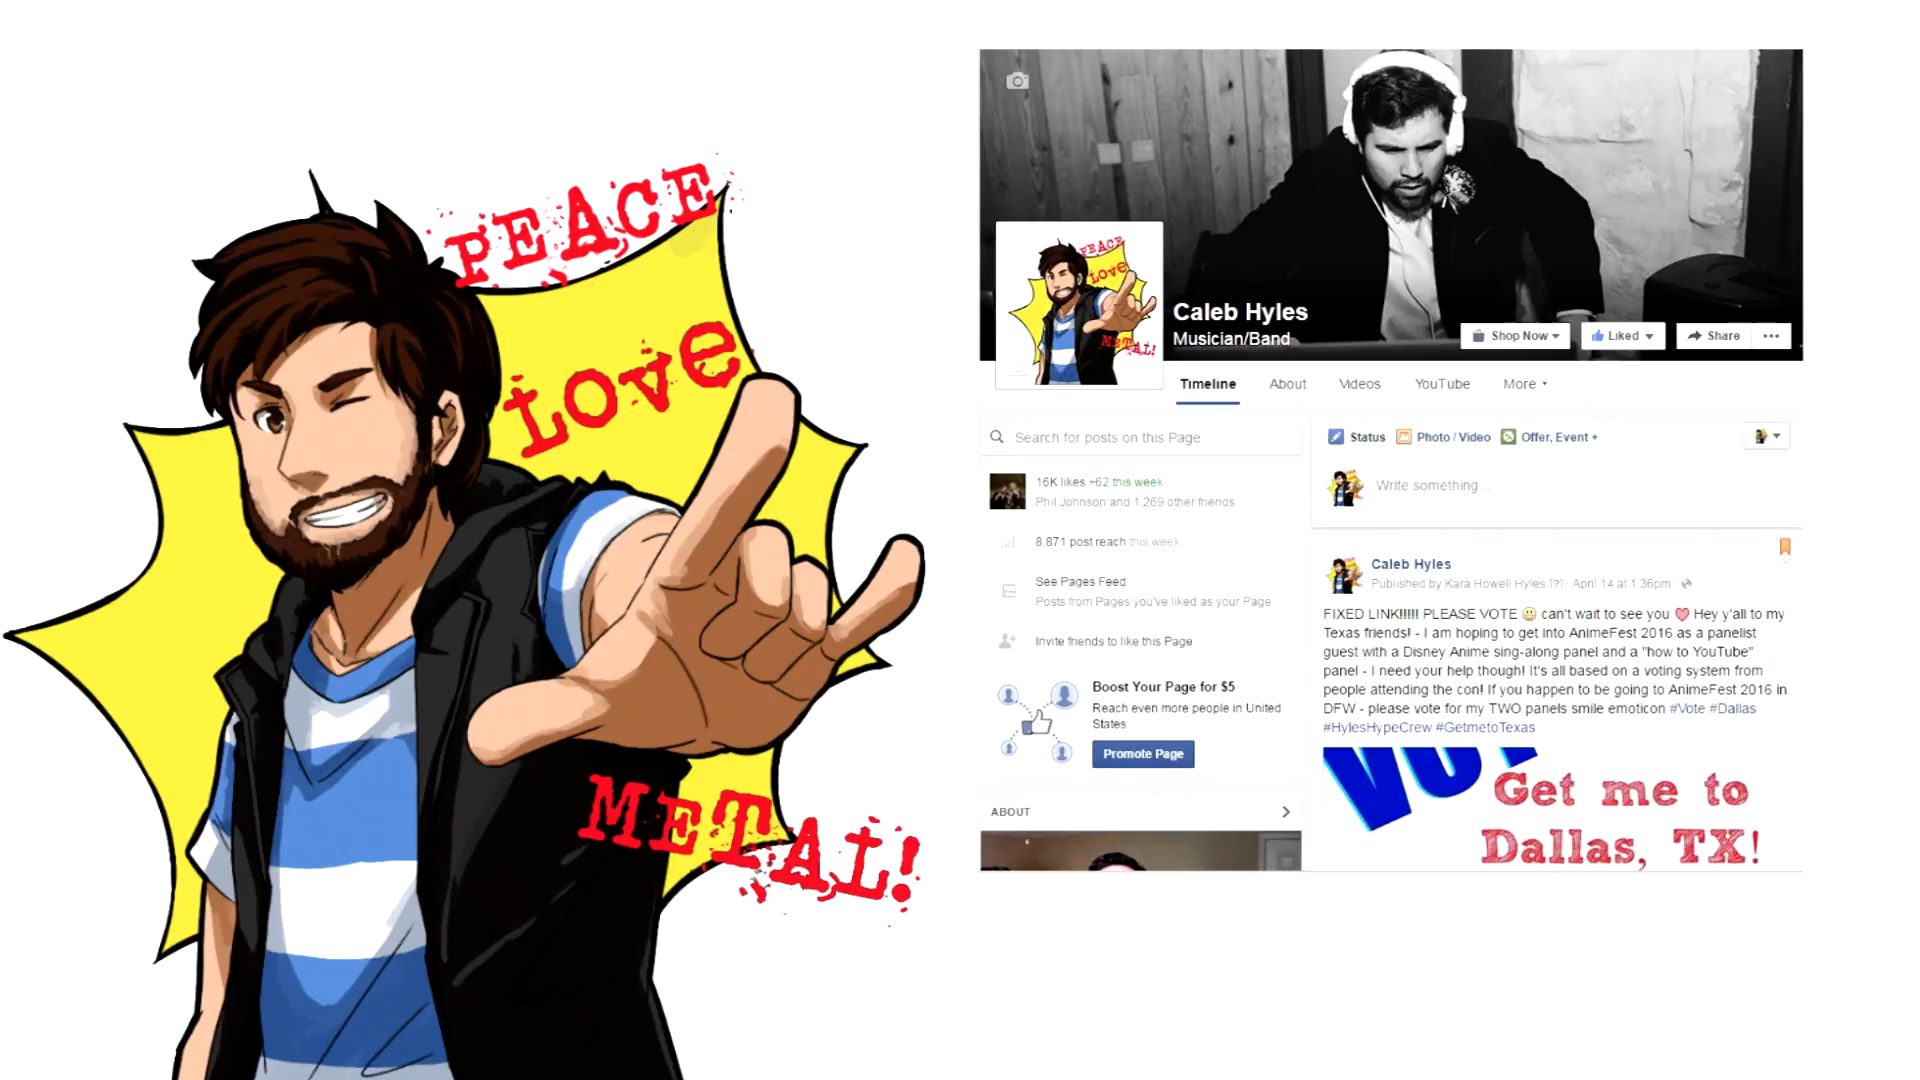 PEACE
Love
METAL!
PEACE
Love
METAL!
Caleb Hyles
Musician/Band
Shop Now
Liked
Share
Timeline
About
Videos
YouTube
More
Search for posts on this Page
16K likes +62 this week
Phil Johnson and 1,269 other friends
8,871 post reach this week
See Pages Feed
Posts from Pages you've liked as your Page
Invite friends to like this Page
Boost Your Page for $5
Reach even more people in United
States
Promote Page
ABOUT
Status
Photo / Video
Offer, Event +
Write something...
Caleb Hyles
Published by Kara Howell Hyles [?] · April 14 at 1:36pm ·
FIXED LINK!!!!!! PLEASE VOTE can't wait to see you Hey y'all to my
Texas friends! - I am hoping to get into AnimeFest 2016 as a panelist
guest with a Disney Anime sing-along panel and a "how to YouTube"
panel - I need your help though! It's all based on a voting system from
people attending the con! If you happen to be going to AnimeFest 2016 in
DFW - please vote for my TWO panels smile emoticon #Vote #Dallas
#HylesHypeCrew #GetmetoTexas
Get me to
Dallas, TX!